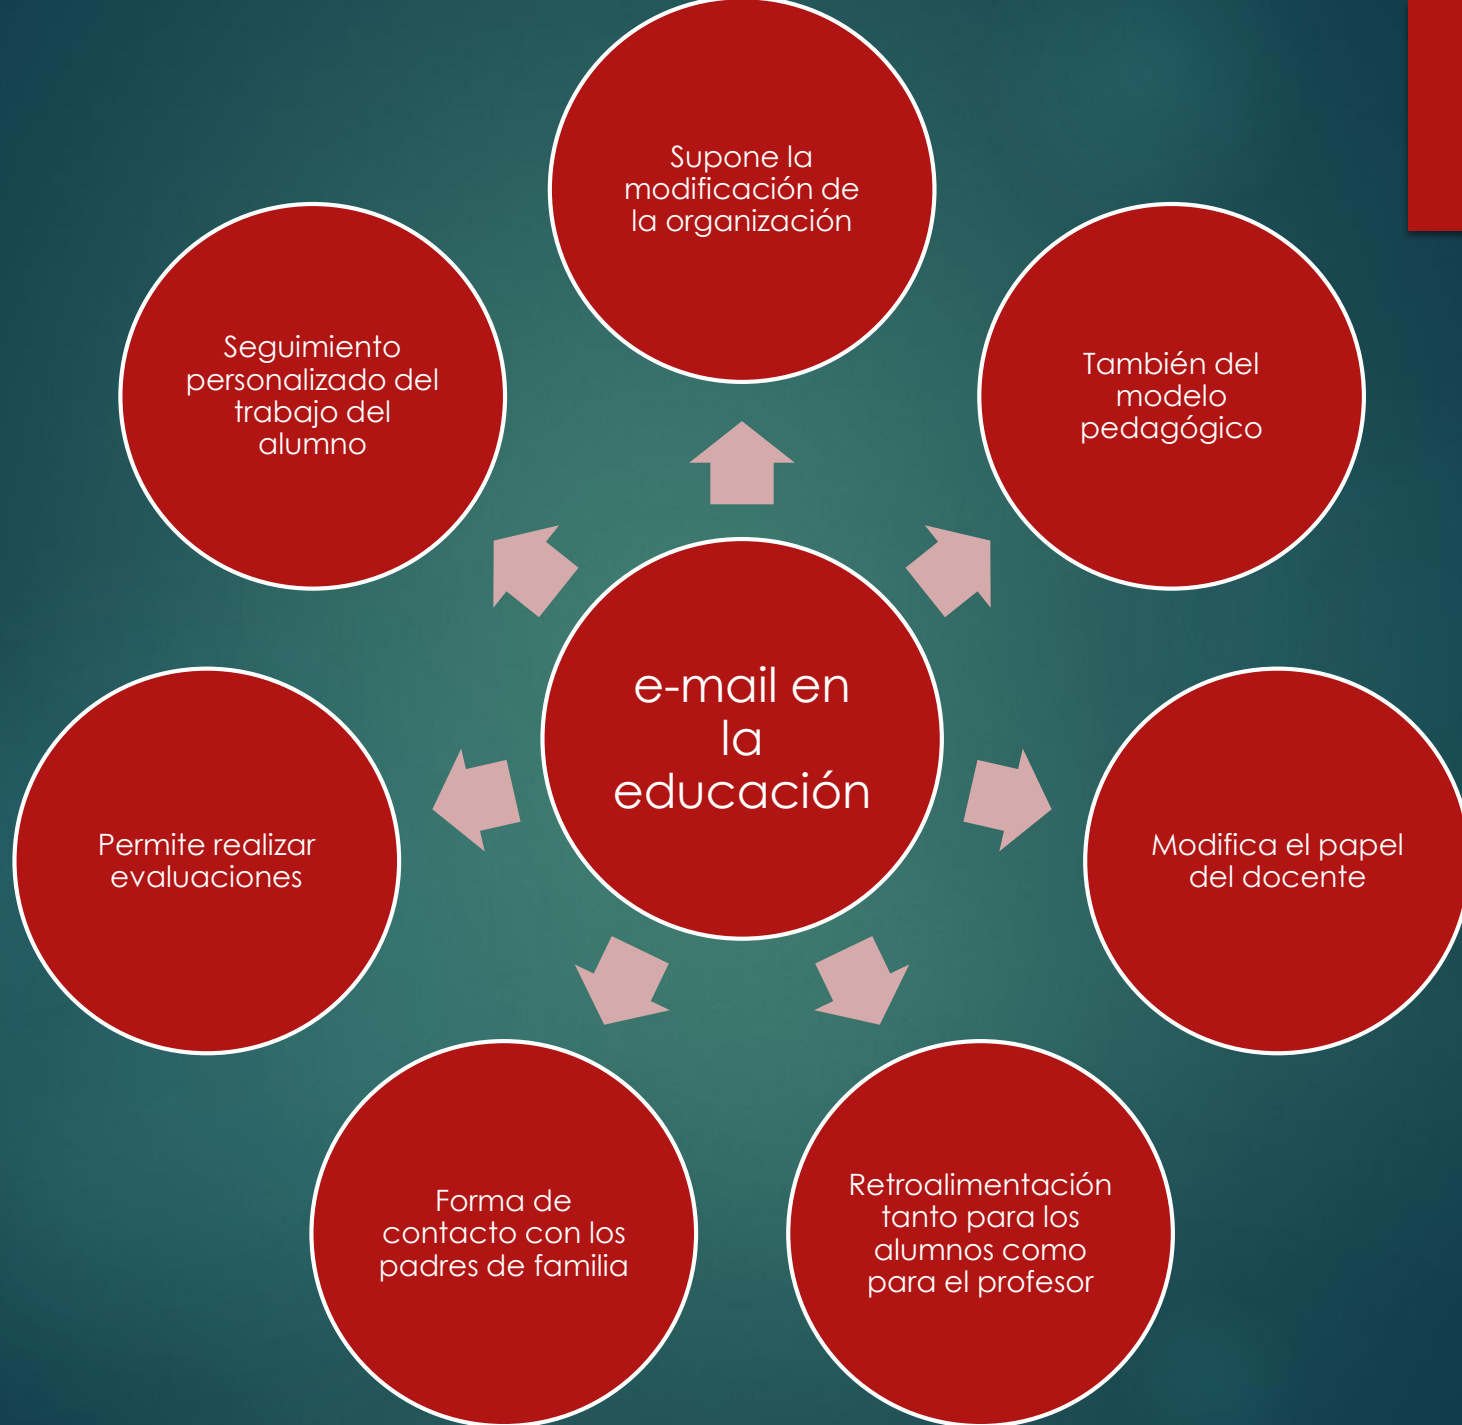 Supone la
modificación de
la organización
También del
modelo
pedagógico
Modifica el papel
del docente
Retroalimentación
tanto para los
alumnos como
para el profesor
Forma de
contacto con los
padres de familia
Permite realizar
evaluaciones
Seguimiento
personalizado del
trabajo del
alumno
e-mail en
la
educación